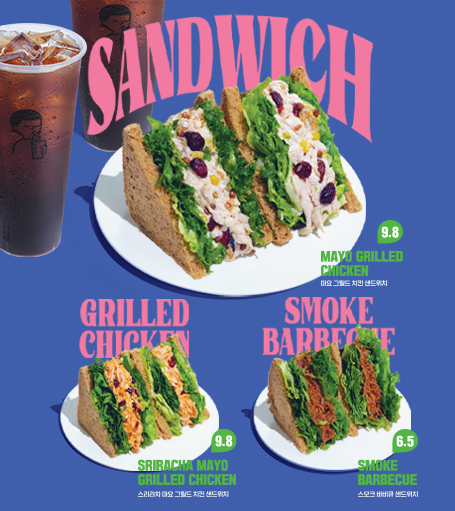 SANDWICH
9.8
MAYO GRILLED
CHICKEN
마요 그릴드 치킨 샌드위치
GRILLED
CHICKEN
9.8
SRIRACHA MAYO
GRILLED CHICKEN
스리라차 마요 그릴드 치킨 샌드위치
SMOKE
BARBECUE
6.5
SMOKE
BARBECUE
스모크 바비큐 샌드위치